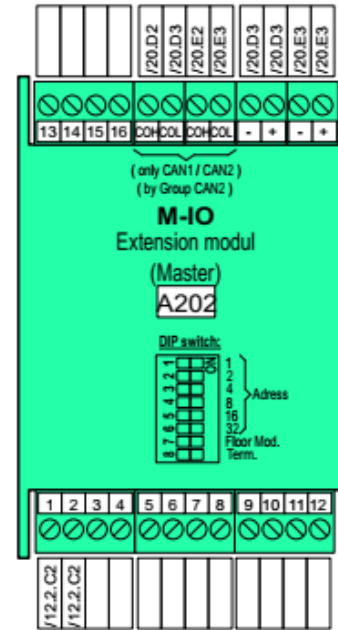 /20.D2 /20.D3 /20.E2 /20.E3 /20.D3 /20.D3 /20.E3 /20.E3
13 14 15 16 COH COL COH COL - + - +
( only CAN1 / CAN2 )
( by Group CAN2 )
M-IO
Extension modul
(Master)
A202
DIP switch:
ON
1 1
2 2
3 4
4 8
5 16
6 32
Adress
7 Floor Mod.
8 Term.
1 2 3 4 5 6 7 8 9 10 11 12
/12.2.C2 /12.2.C2